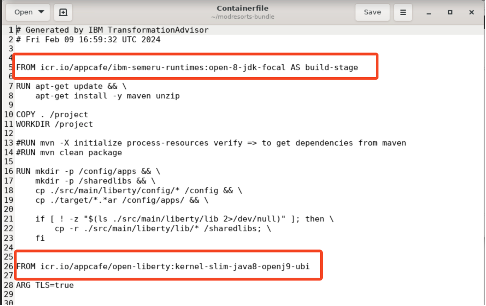 Open
Containerfile
~/modresorts-bundle
Save
1 # Generated by IBM TransformationAdvisor
2 # Fri Feb 09 16:59:32 UTC 2024
3
4
5 FROM icr.io/appcafe/ibm-semeru-runtimes:open-8-jdk-focal AS build-stage
6
7 RUN apt-get update && \
8 apt-get install -y maven unzip
9
10 COPY . /project
11 WORKDIR /project
12
13 #RUN mvn -X initialize process-resources verify => to get dependencies from maven
14 #RUN mvn clean package
15
16 RUN mkdir -p /config/apps && \
17 mkdir -p /sharedlibs && \
18 cp ./src/main/liberty/config/* /config && \
19 cp ./target/*.*ar /config/apps/ && \
20
21 if [ ! -z "$(ls ./src/main/liberty/lib 2>/dev/null)" ]; then \
22 cp -r ./src/main/liberty/lib/* /sharedlibs; \
23 fi
24
25
26 FROM icr.io/appcafe/open-liberty:kernel-slim-java8-openj9-ubi
27
28 ARG TLS=true
29
30